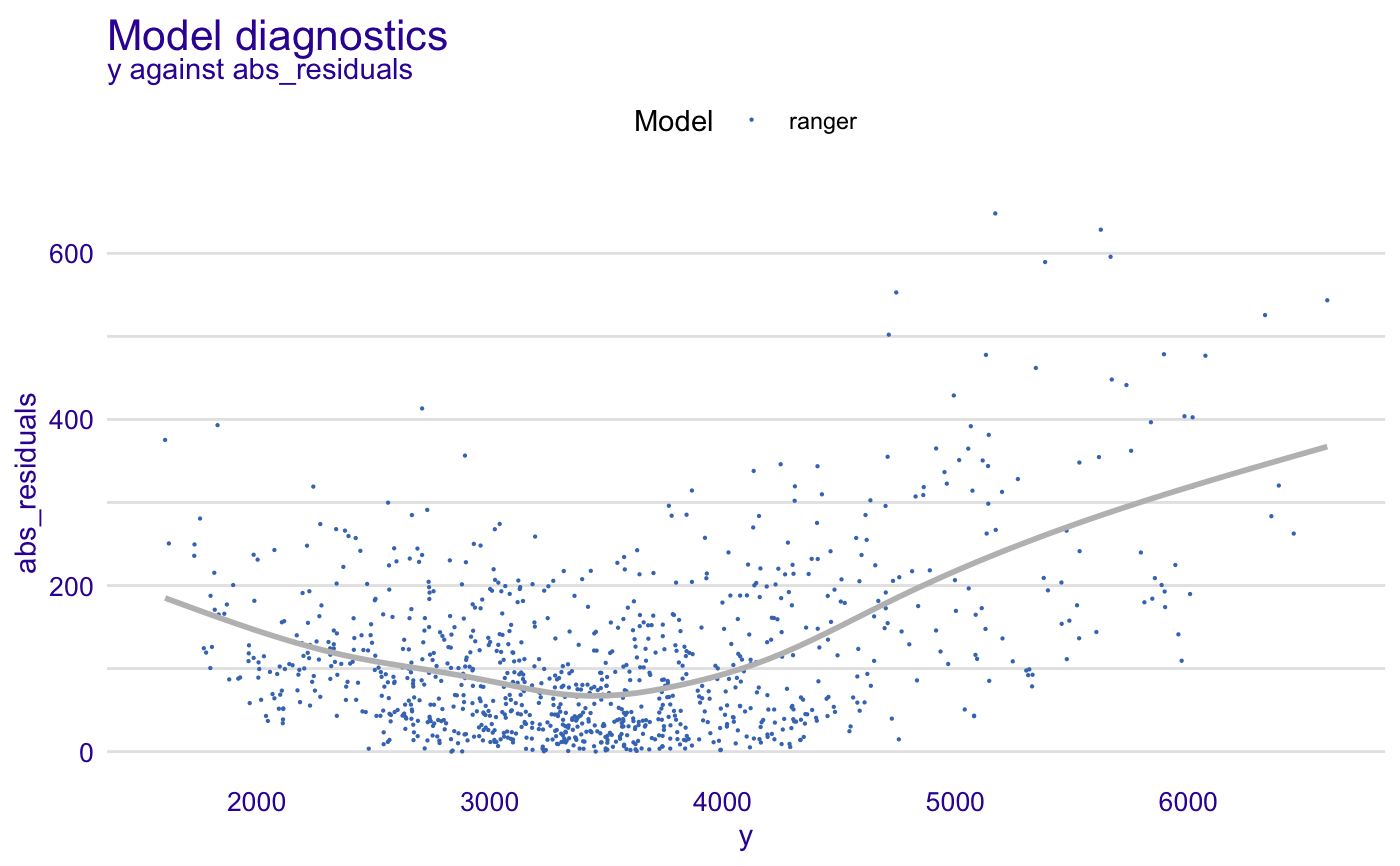 Model diagnostics
y against abs_residuals
Model ranger
600
400
200
0
abs_residuals
2000 3000 4000 5000 6000
y